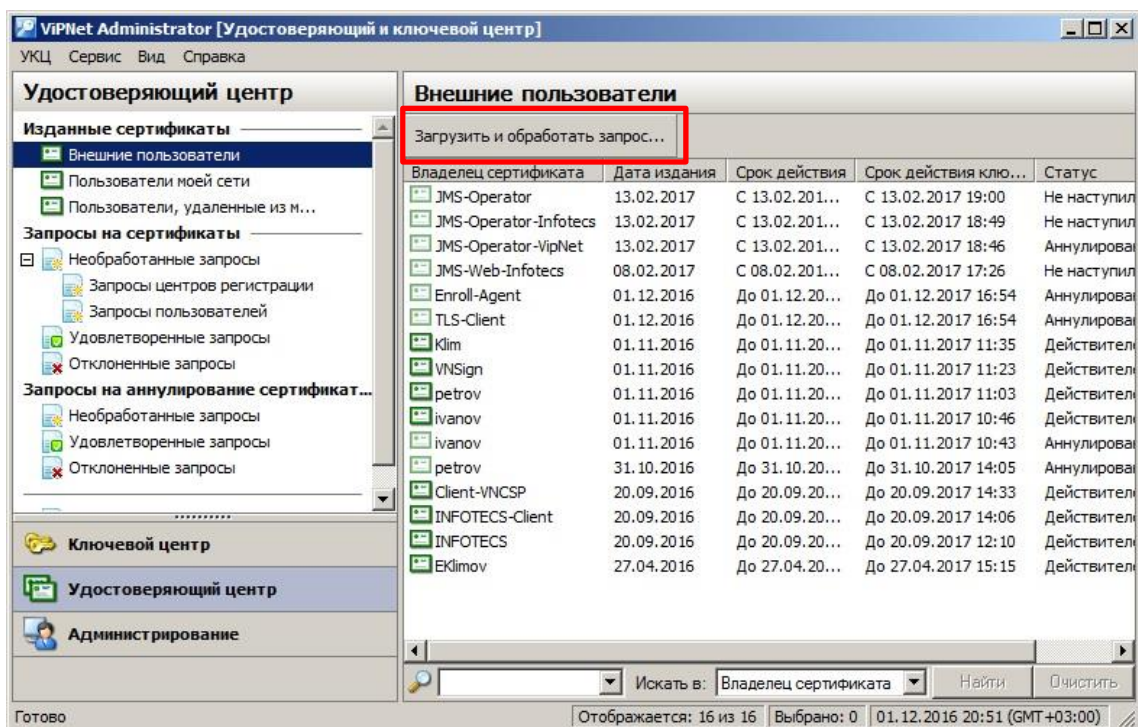 ViPNet Administrator [Удостоверяющий и ключевой центр]
УКЦ Сервис Вид Справка
Удостоверяющий центр
Изданные сертификаты
Внешние пользователи
Пользователи моей сети
Пользователи, удаленные из м...
Запросы на сертификаты
Необработанные запросы
Запросы центров регистрации
Запросы пользователей
Удовлетворенные запросы
Отклоненные запросы
Запросы на аннулирование сертификат...
Необработанные запросы
Удовлетворенные запросы
Отклоненные запросы
Ключевой центр
Удостоверяющий центр
Администрирование
Внешние пользователи
Загрузить и обработать запрос...
Владелец сертификата Дата издания Срок действия Срок действия клю... Статус
JMS-Operator 13.02.2017 С 13.02.201... С 13.02.2017 19:00 Не наступил
JMS-Operator-Infotecs 13.02.2017 С 13.02.201... С 13.02.2017 18:49 Не наступил
JMS-Operator-VipNet 13.02.2017 С 13.02.201... С 13.02.2017 18:46 Аннулирова
JMS-Web-Infotecs 08.02.2017 С 08.02.201... С 08.02.2017 17:26 Не наступил
Enroll-Agent 01.12.2016 До 01.12.20... До 01.12.2017 16:54 Аннулирова
TLS-Client 01.12.2016 До 01.12.20... До 01.12.2017 16:54 Аннулирова
Klim 01.11.2016 До 01.11.20... До 01.11.2017 11:35 Действител
VNSign 01.11.2016 До 01.11.20... До 01.11.2017 11:23 Действител
petrov 01.11.2016 До 01.11.20... До 01.11.2017 11:03 Действител
ivanov 01.11.2016 До 01.11.20... До 01.11.2017 10:46 Действител
ivanov 01.11.2016 До 01.11.20... До 01.11.2017 10:43 Аннулирова
petrov 31.10.2016 До 31.10.20... До 31.10.2017 14:05 Аннулирова
Client-VNCSP 20.09.2016 До 20.09.20... До 20.09.2017 14:33 Действител
INFOTECS-Client 20.09.2016 До 20.09.20... До 20.09.2017 14:06 Действител
INFOTECS 20.09.2016 До 20.09.20... До 20.09.2017 12:10 Действител
EKlimov 27.04.2016 До 27.04.20... До 27.04.2017 15:15 Действител
Искать в: Владелец сертификата Найти Очистить
Готово Отображается: 16 из 16 Выбрано: 0 01.12.2016 20:51 (GMT+03:00)